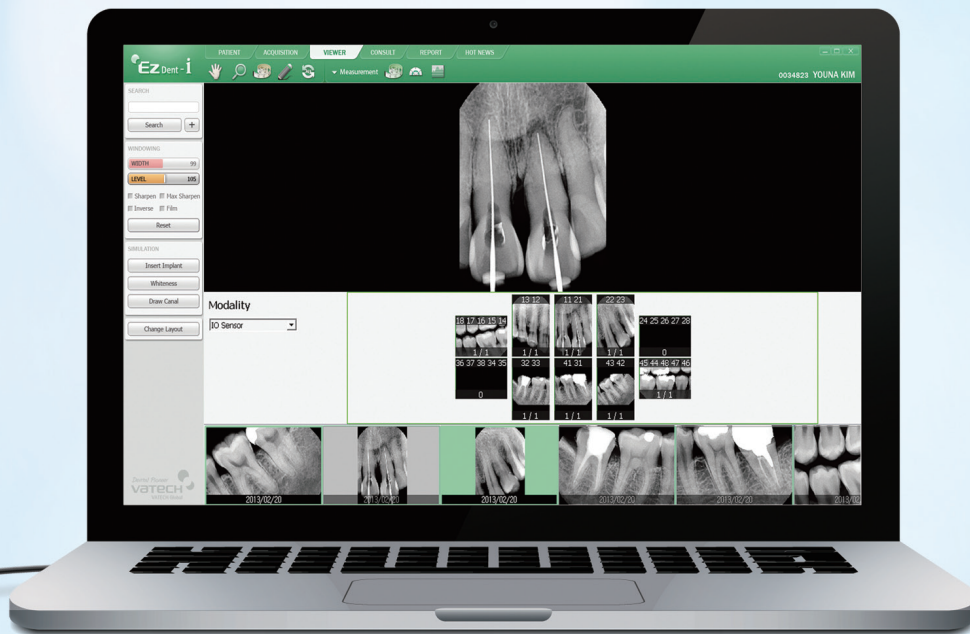 EZ Dent-i
PATIENT ACQUISITION VIEWER CONSULT REPORT HOT NEWS
Measurement
0034823 YOUNA KIM
SEARCH
Search +
WINDOWING
WIDTH 99
LEVEL 105
Sharpen Max Sharpen
Inverse Film
Reset
SIMULATION
Insert Implant
Whiteness
Draw Canal
Change Layout
Modality
IO Sensor
13 12 11 21 22 23
18 17 16 15 14 24 25 26 27 28
1 / 1 1 / 1 1 / 1 1 / 1 0
36 37 38 34 35 32 33 41 31 43 42 45 44 48 47 46
0 1 / 1
1 / 1 1 / 1 1 / 1
2013/02/20 2013/02/20 2013/02/20 2013/02/20 2013/02/20 2013/02
vatech